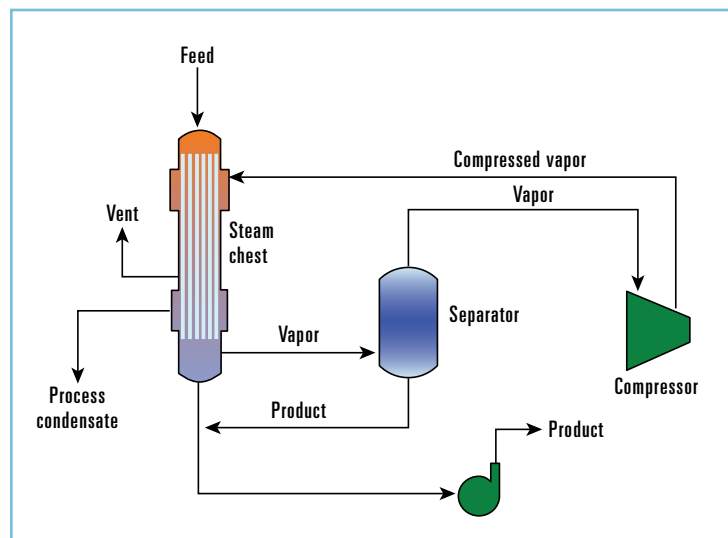 Feed
Compressed vapor
Vapor
Vent
Steam
chest
Separator
Vapor
Compressor
Process
condensate
Product
Product